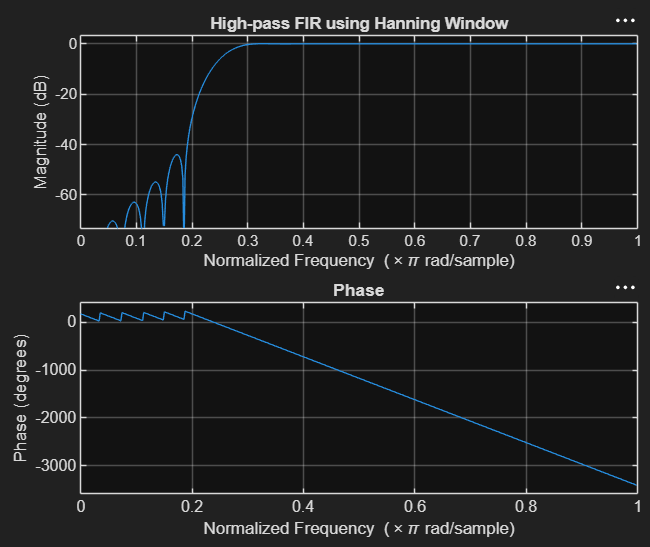 High-pass FIR using Hanning Window
Magnitude (dB)
0
-20
-40
-60
0 0.1 0.2 0.3 0.4 0.5 0.6 0.7 0.8 0.9 1
Normalized Frequency (× π rad/sample)
Phase
Phase (degrees)
0
-1000
-2000
-3000
0 0.2 0.4 0.6 0.8 1
Normalized Frequency (× π rad/sample)